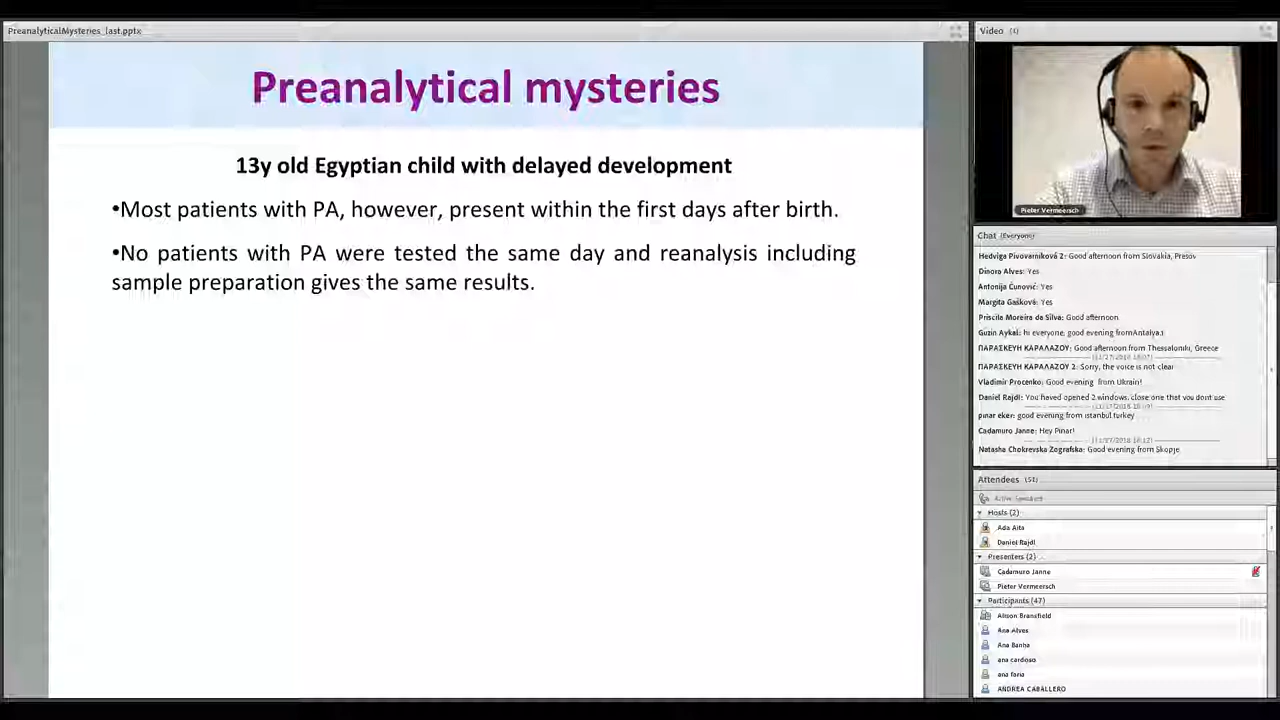 PreanalyticalMysteries_last.pptx
Preanalytical mysteries
13y old Egyptian child with delayed development
•Most patients with PA, however, present within the first days after birth.
•No patients with PA were tested the same day and reanalysis including
sample preparation gives the same results.
Video (1)
Pieter Vermeersch
Chat (Everyone)
Hedviga Pivovarníková 2: Good afternoon from Slovakia, Presov
Dinora Alves: Yes
Antonija Čunović: Yes
Margita Gašková: Yes
Priscila Moreira da Silva: Good afternoon
Guzin Aykal: hi everyone, good evening fromAntalya.t
ΠΑΡΑΣΚΕΥΗ ΚΑΡΑΛΑΖΟΥ: Good afternoon from Thessaloniki, Greece
ΠΑΡΑΣΚΕΥΗ ΚΑΡΑΛΑΖΟΥ 2: Sorry, the voice is not clear
Vladimir Procenko: Good evening from Ukrain!
Daniel Rajdl: You haved opened 2 windows. close one that you dont use
pınar eker: good evening from ıstanbul turkey
Cadamuro Janne: Hey Pinar!
Natasha Chokrevska Zografska: Good evening from Skopje
Attendees (51)
Active Speakers
Hosts (2)
Ada Aita
Daniel Rajdl
Presenters (2)
Cadamuro Janne
Pieter Vermeersch
Participants (47)
Alison Bransfield
Ana Alves
Ana Banha
ana cardoso
ana faria
ANDREA CABALLERO